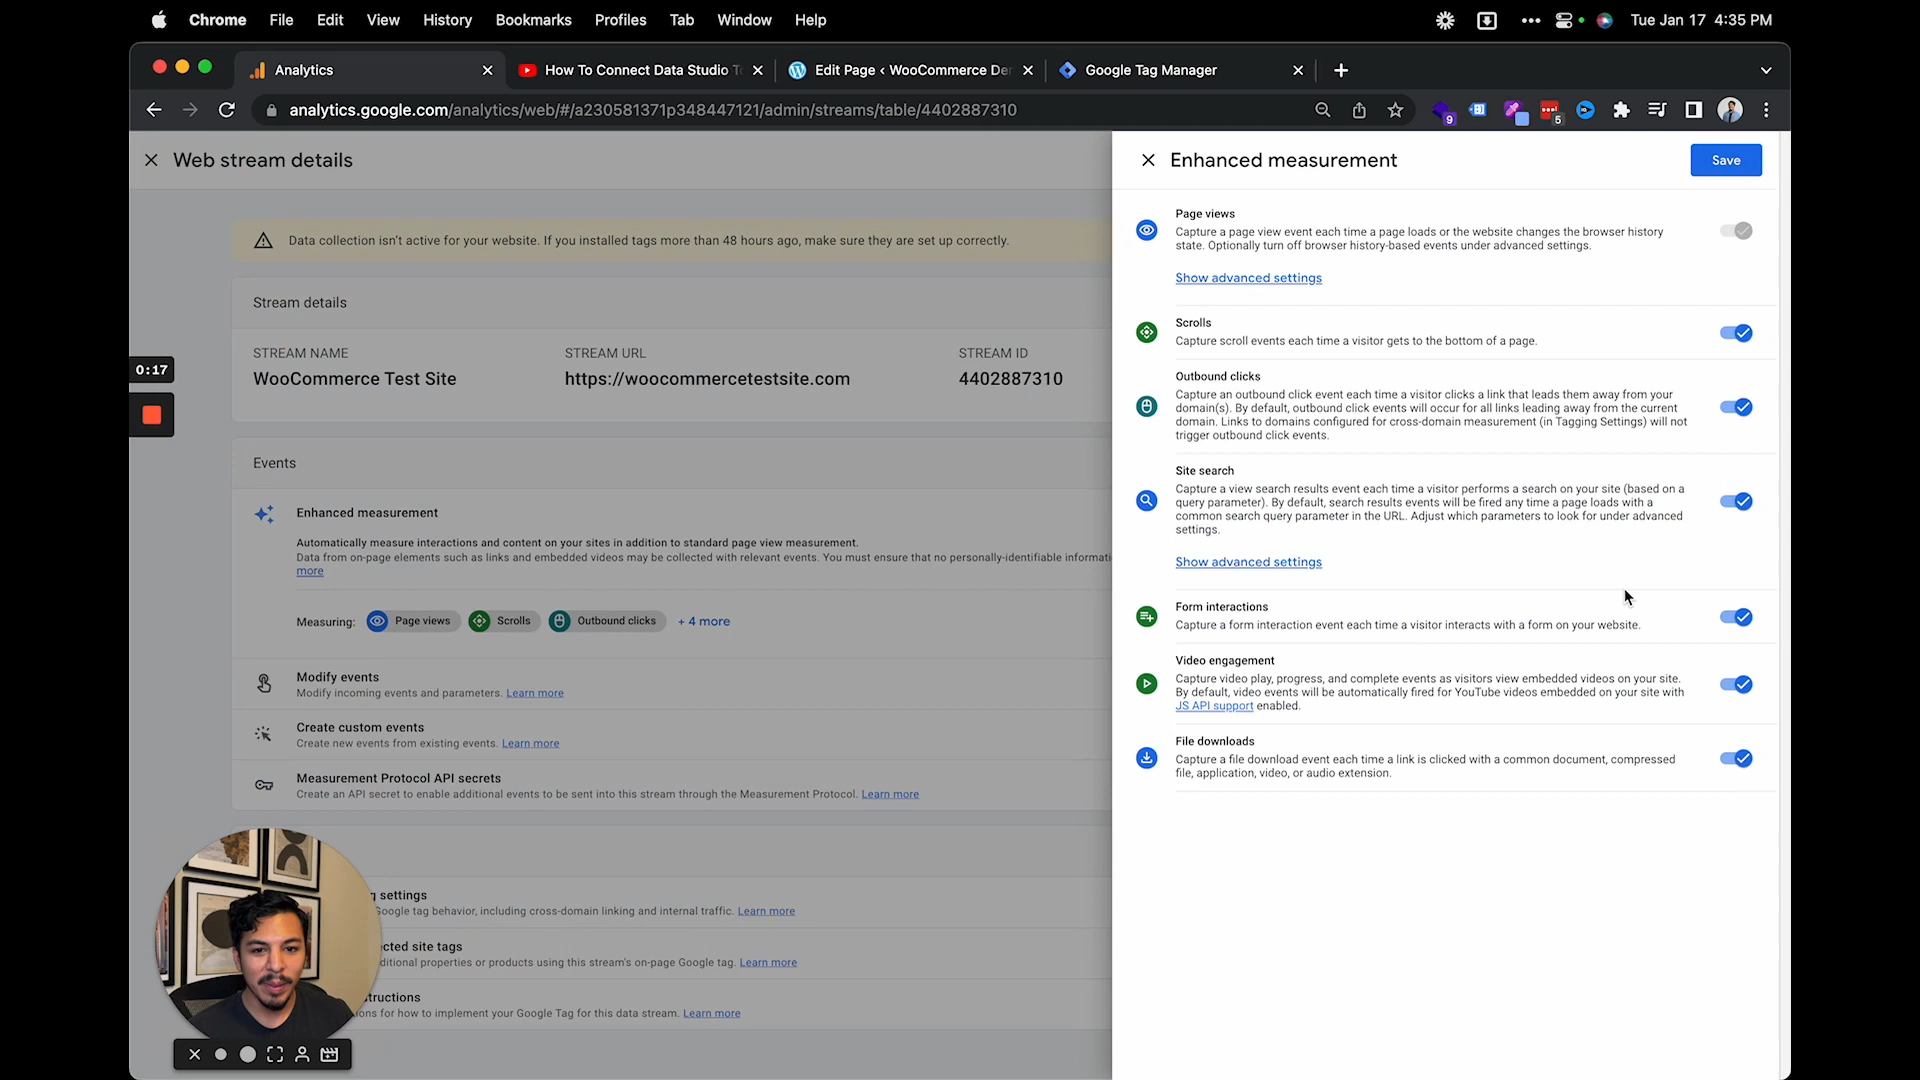 Chrome File Edit View History Bookmarks Profiles Tab Window Help Tue Jan 17 4:35 PM
Analytics How To Connect Data Studio Edit Page ‹ WooCommerce De Google Tag Manager
analytics.google.com/analytics/web/#/a230581371p348447121/admin/streams/table/4402887310 9 5
Web stream details
Data collection isn't active for your website. If you installed tags more than 48 hours ago, make sure they are set up correctly.
Stream details
STREAM NAME STREAM URL STREAM ID
WooCommerce Test Site https://woocommercetestsite.com 4402887310
0:17
Events
Enhanced measurement
Automatically measure interactions and content on your sites in addition to standard page view measurement.
Data from on-page elements such as links and embedded videos may be collected with relevant events. You must ensure that no personally-identifiable informati
more
Measuring: Page views Scrolls Outbound clicks + 4 more
Modify events
Modify incoming events and parameters. Learn more
Create custom events
Create new events from existing events. Learn more
Measurement Protocol API secrets
Create an API secret to enable additional events to be sent into this stream through the Measurement Protocol. Learn more
g settings
Google tag behavior, including cross-domain linking and internal traffic. Learn more
cted site tags
ditional properties or products using this stream's on-page Google tag. Learn more
tructions
ions for how to implement your Google Tag for this data stream. Learn more
Enhanced measurement Save
Page views
Capture a page view event each time a page loads or the website changes the browser history
state. Optionally turn off browser history-based events under advanced settings.
Show advanced settings
Scrolls
Capture scroll events each time a visitor gets to the bottom of a page.
Outbound clicks
Capture an outbound click event each time a visitor clicks a link that leads them away from your
domain(s). By default, outbound click events will occur for all links leading away from the current
domain. Links to domains configured for cross-domain measurement (in Tagging Settings) will not
trigger outbound click events.
Site search
Capture a view search results event each time a visitor performs a search on your site (based on a
query parameter). By default, search results events will be fired any time a page loads with a
common search query parameter in the URL. Adjust which parameters to look for under advanced
settings.
Show advanced settings
Form interactions
Capture a form interaction event each time a visitor interacts with a form on your website.
Video engagement
Capture video play, progress, and complete events as visitors view embedded videos on your site.
By default, video events will be automatically fired for YouTube videos embedded on your site with
JS API support enabled.
File downloads
Capture a file download event each time a link is clicked with a common document, compressed
file, application, video, or audio extension.